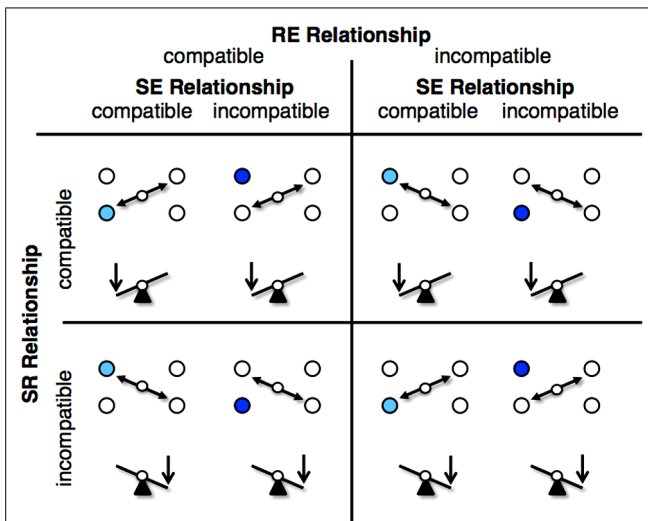 RE Relationship
compatible incompatible
SE Relationship SE Relationship
compatible incompatible compatible incompatible
SR Relationship
compatible
incompatible